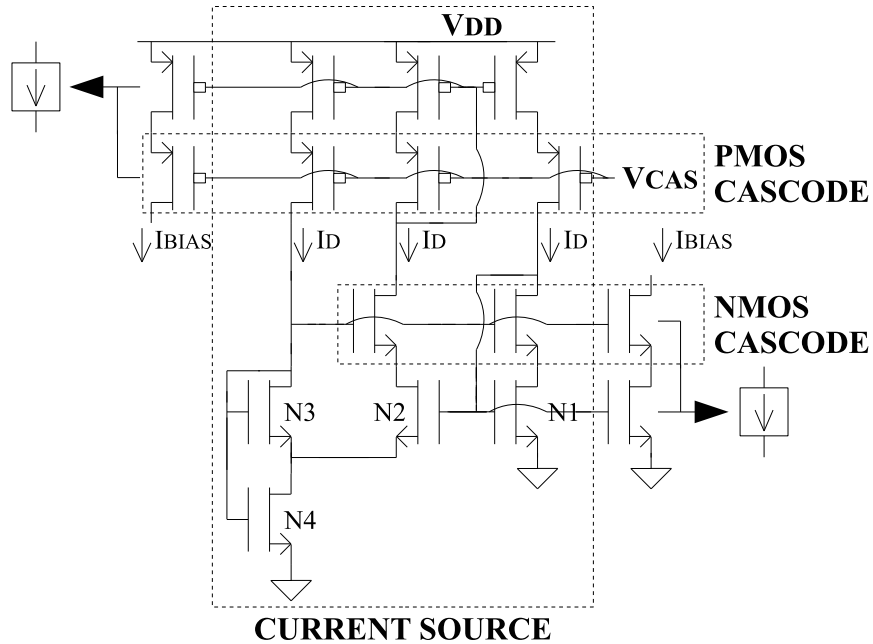 VDD
PMOS
CASCODE
VCAS
IBIAS
ID
ID
ID
IBIAS
NMOS
CASCODE
N3
N2
N1
N4
CURRENT SOURCE